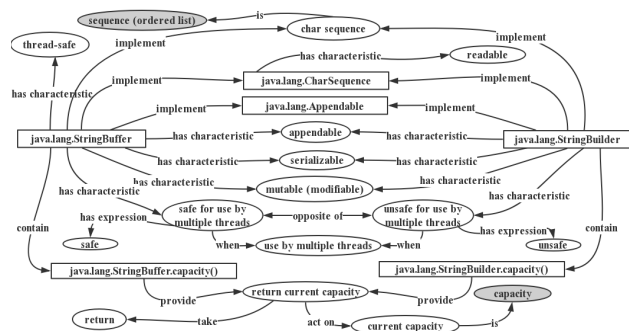 sequence (ordered list)
is
char sequence
implement
implement
thread-safe
has characteristic
readable
implement
java.lang.CharSequence
implement
has characteristic
implement
java.lang.Appendable
implement
java.lang.StringBuffer
has characteristic
appendable
has characteristic
java.lang.StringBuilder
has characteristic
serializable
has characteristic
has characteristic
mutable (modifiable)
has characteristic
has characteristic
has characteristic
safe for use by
multiple threads
opposite of
unsafe for use by
multiple threads
has expression
has expression
contain
safe
when
use by multiple threads
when
unsafe
contain
java.lang.StringBuffer.capacity()
java.lang.StringBuilder.capacity()
provide
return current capacity
provide
capacity
return
take
act on
current capacity
is